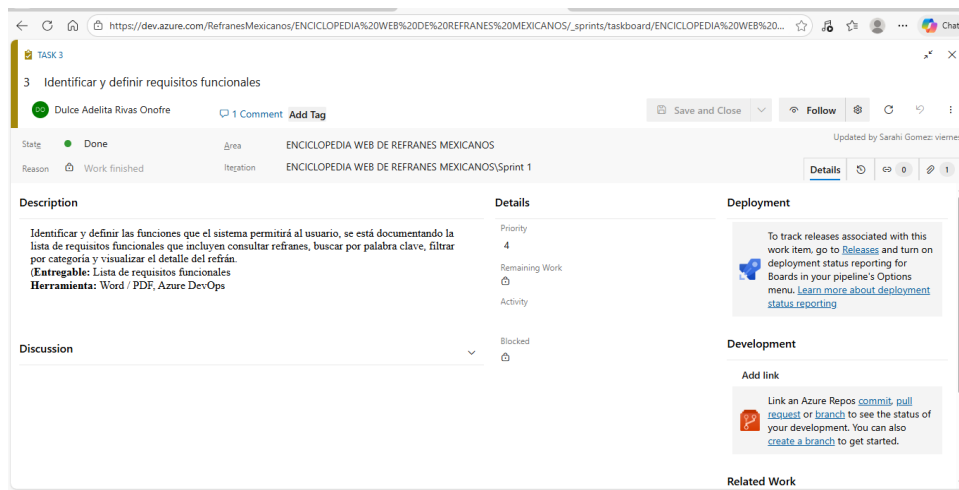 https://dev.azure.com/RefranesMexicanos/ENCICLOPEDIA%20WEB%20DE%20REFRANES%20MEXICANOS/_sprints/taskboard/ENCICLOPEDIA%20WEB%20...
Chat
TASK 3
3 Identificar y definir requisitos funcionales
DO Dulce Adelita Rivas Onofre
1 Comment
Add Tag
Save and Close
Follow
State
Done
Area
ENCICLOPEDIA WEB DE REFRANES MEXICANOS
Updated by Sarahi Gomez: vierne
Reason
Work finished
Iteration
ENCICLOPEDIA WEB DE REFRANES MEXICANOS\Sprint 1
Details
0
1
Description
Identificar y definir las funciones que el sistema permitirá al usuario, se está documentando la
lista de requisitos funcionales que incluyen consultar refranes, buscar por palabra clave, filtrar
por categoría y visualizar el detalle del refrán.
(Entregable: Lista de requisitos funcionales
Herramienta: Word / PDF, Azure DevOps
Discussion
Details
Priority
4
Remaining Work
Activity
Blocked
Deployment
To track releases associated with this
work item, go to Releases and turn on
deployment status reporting for
Boards in your pipeline's Options
menu. Learn more about deployment
status reporting
Development
Add link
Link an Azure Repos commit, pull
request or branch to see the status of
your development. You can also
create a branch to get started.
Related Work